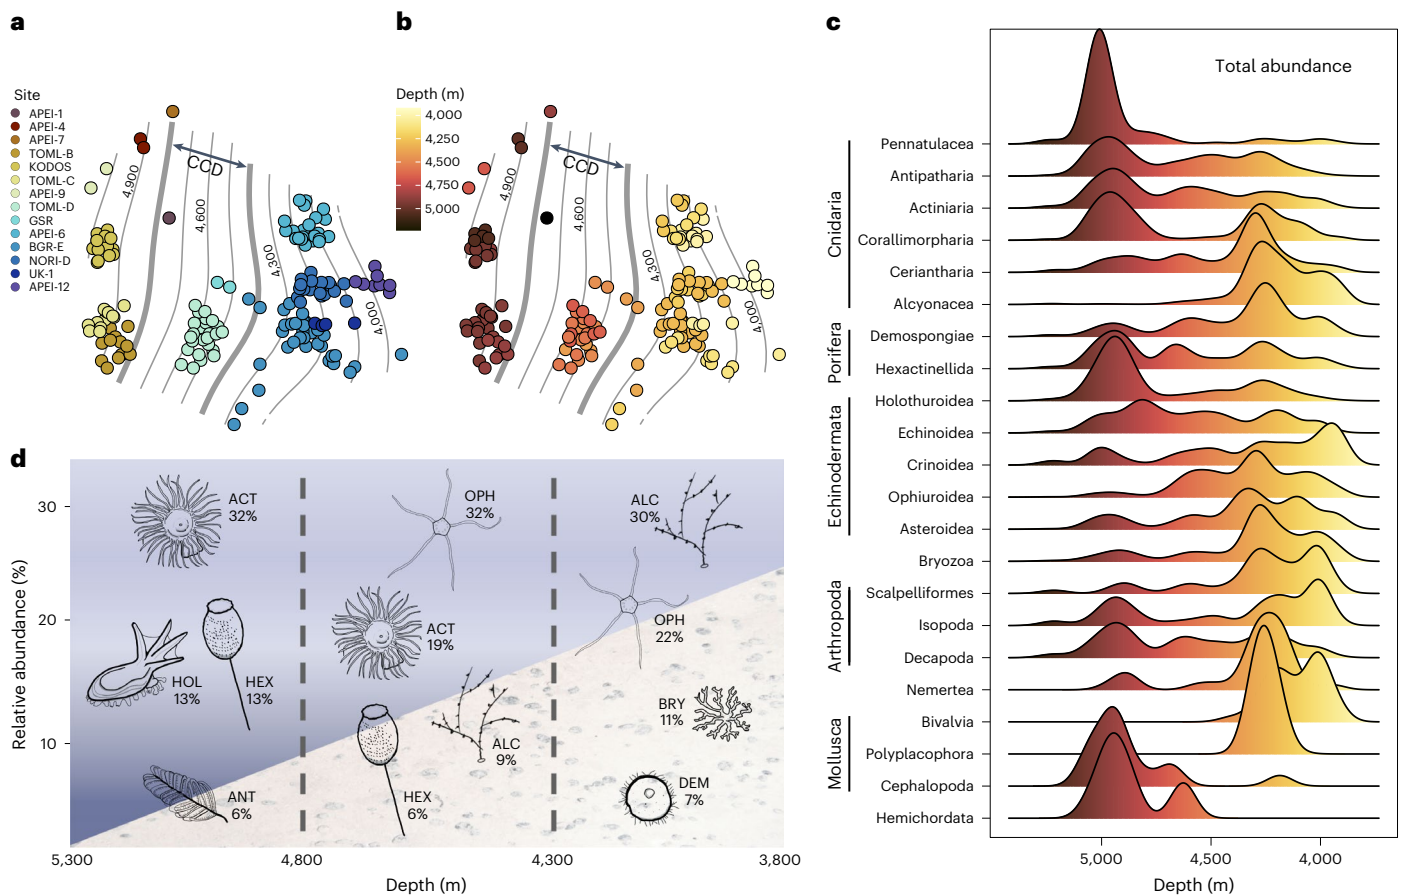 a
b
c
Site
APEI-1
APEI-4
APEI-7
TOML-B
KODOS
TOML-C
APEI-9
TOML-D
GSR
APEI-6
BGR-E
NORI-D
UK-1
APEI-12
CCD
4,900
4,600
4,300
4,000
Depth (m)
4,000
4,250
4,500
4,750
5,000
CCD
4,900
4,600
4,300
4,000
Total abundance
Cnidaria
Porifera
Echinodermata
Arthropoda
Mollusca
Pennatulacea
Antipatharia
Actiniaria
Corallimorpharia
Ceriantharia
Alcyonacea
Demospongiae
Hexactinellida
Holothuroidea
Echinoidea
Crinoidea
Ophiuroidea
Asteroidea
Bryozoa
Scalpelliformes
Isopoda
Decapoda
Nemertea
Bivalvia
Polyplacophora
Cephalopoda
Hemichordata
5,000 4,500 4,000
Depth (m)
d
Relative abundance (%)
30
20
10
ACT
32%
OPH
32%
ALC
30%
HOL
13%
HEX
13%
ACT
19%
OPH
22%
ANT
6%
HEX
6%
ALC
9%
BRY
11%
DEM
7%
5,300 4,800 4,300 3,800
Depth (m)